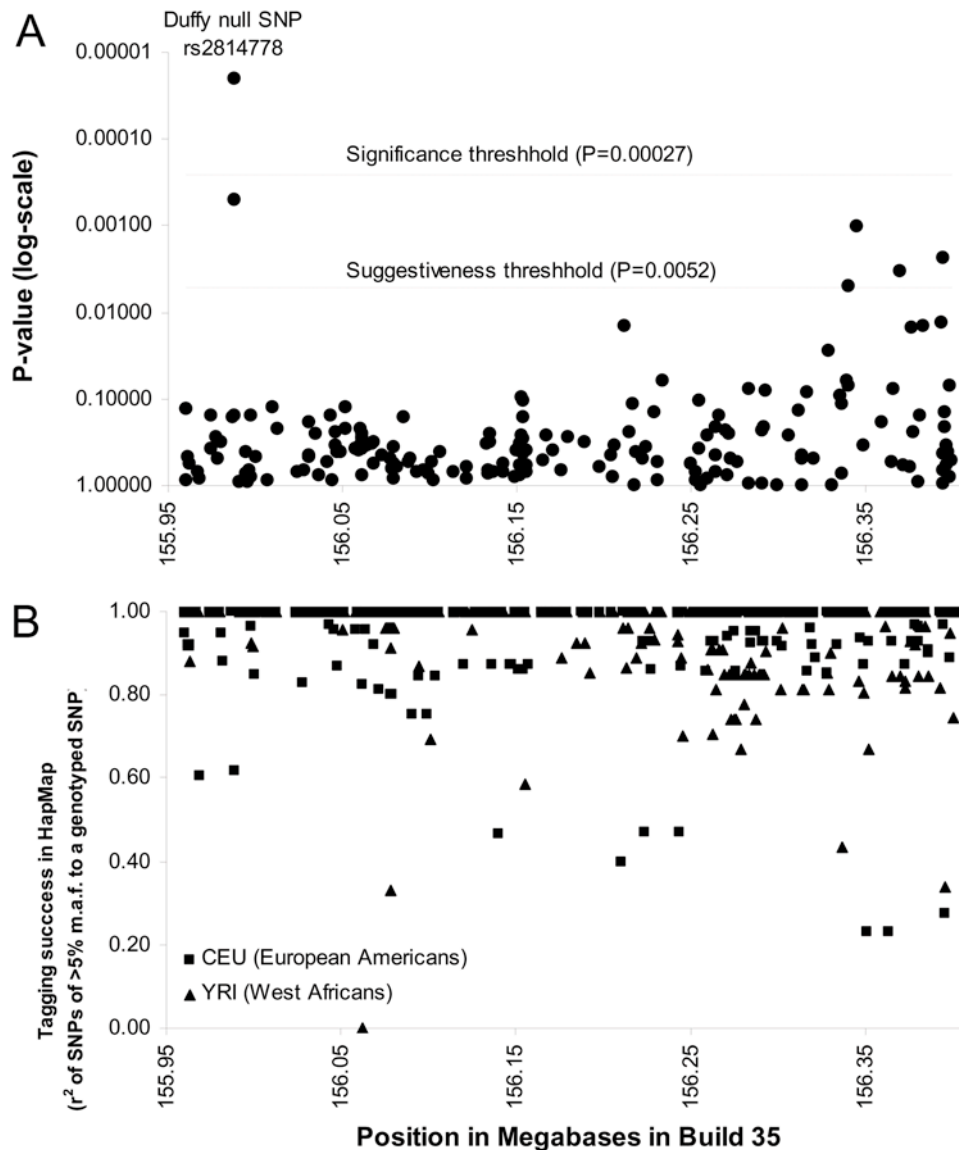 A
Duffy null SNP
rs2814778
P-value (log-scale)
0.00001
0.00010
0.00100
0.01000
0.10000
1.00000
Significance threshhold (P=0.00027)
Suggestiveness threshhold (P=0.0052)
155.95
156.05
156.15
156.25
156.35
B
Tagging succcess in HapMap
(r² of SNPs of >5% m.a.f. to a genotyped SNP
1.00
0.80
0.60
0.40
0.20
0.00
CEU (European Americans)
YRI (West Africans)
155.95
156.05
156.15
156.25
156.35
Position in Megabases in Build 35